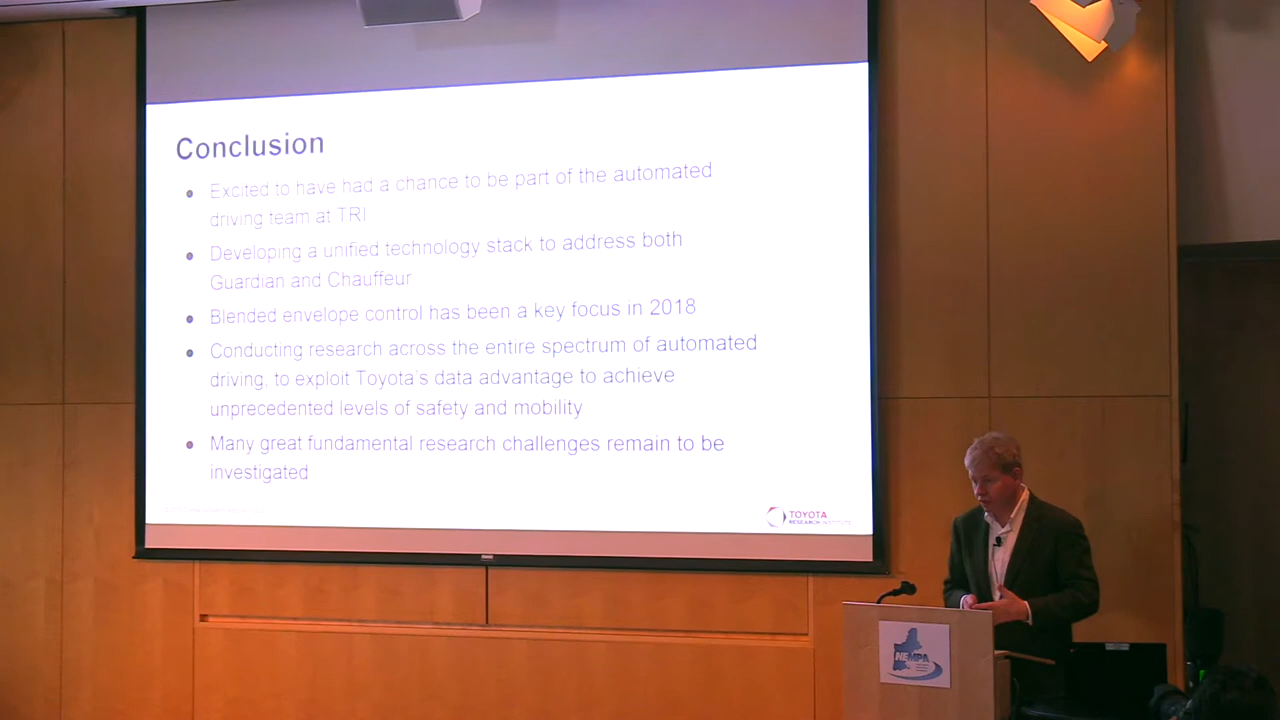 Conclusion
Excited to have had a chance to be part of the automated
driving team at TRI
Developing a unified technology stack to address both
Guardian and Chauffeur
Blended envelope control has been a key focus in 2018
Conducting research across the entire spectrum of automated
driving, to exploit Toyota's data advantage to achieve
unprecedented levels of safety and mobility
Many great fundamental research challenges remain to be
investigated
TOYOTA
RESEARCH INSTITUTE
NEMPA